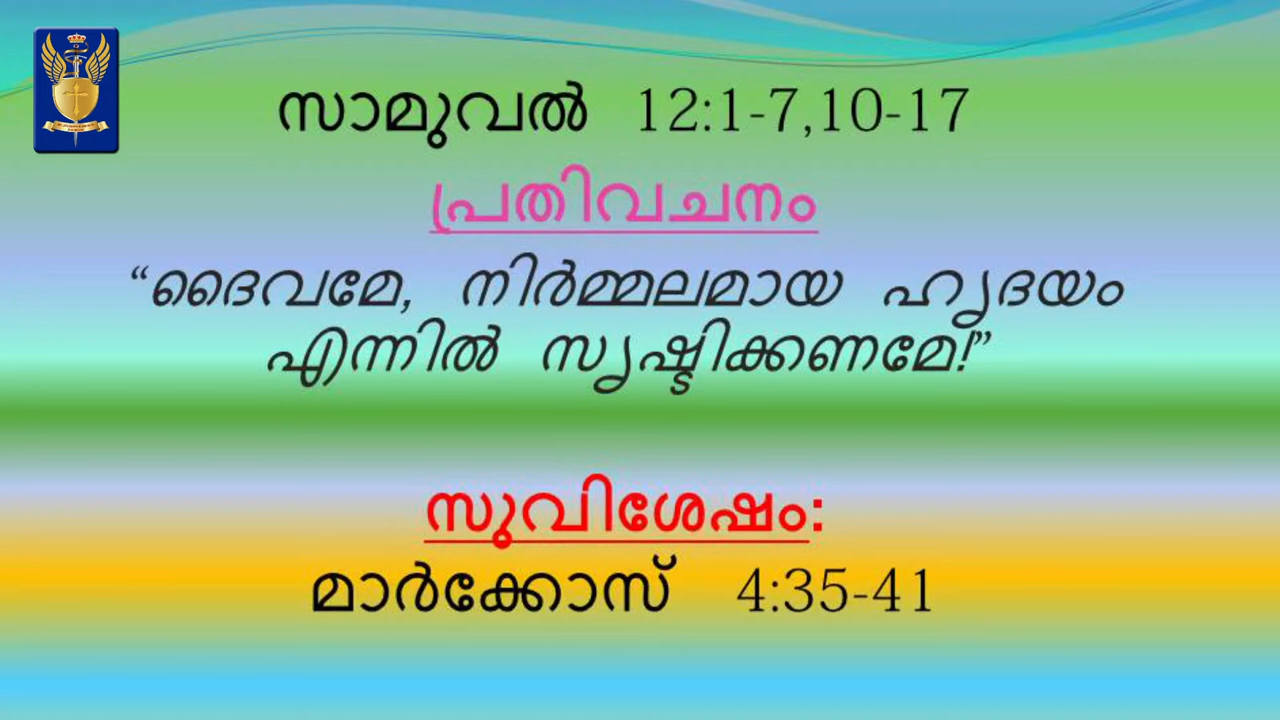 സാമുവൽ 12:1-7,10-17
പ്രതിവചനം
“ദൈവമേ, നിർമ്മലമായ ഹൃദയം
എന്നിൽ സൃഷ്ടിക്കണമേ!”
സുവിശേഷം:
മാർക്കോസ് 4:35-41